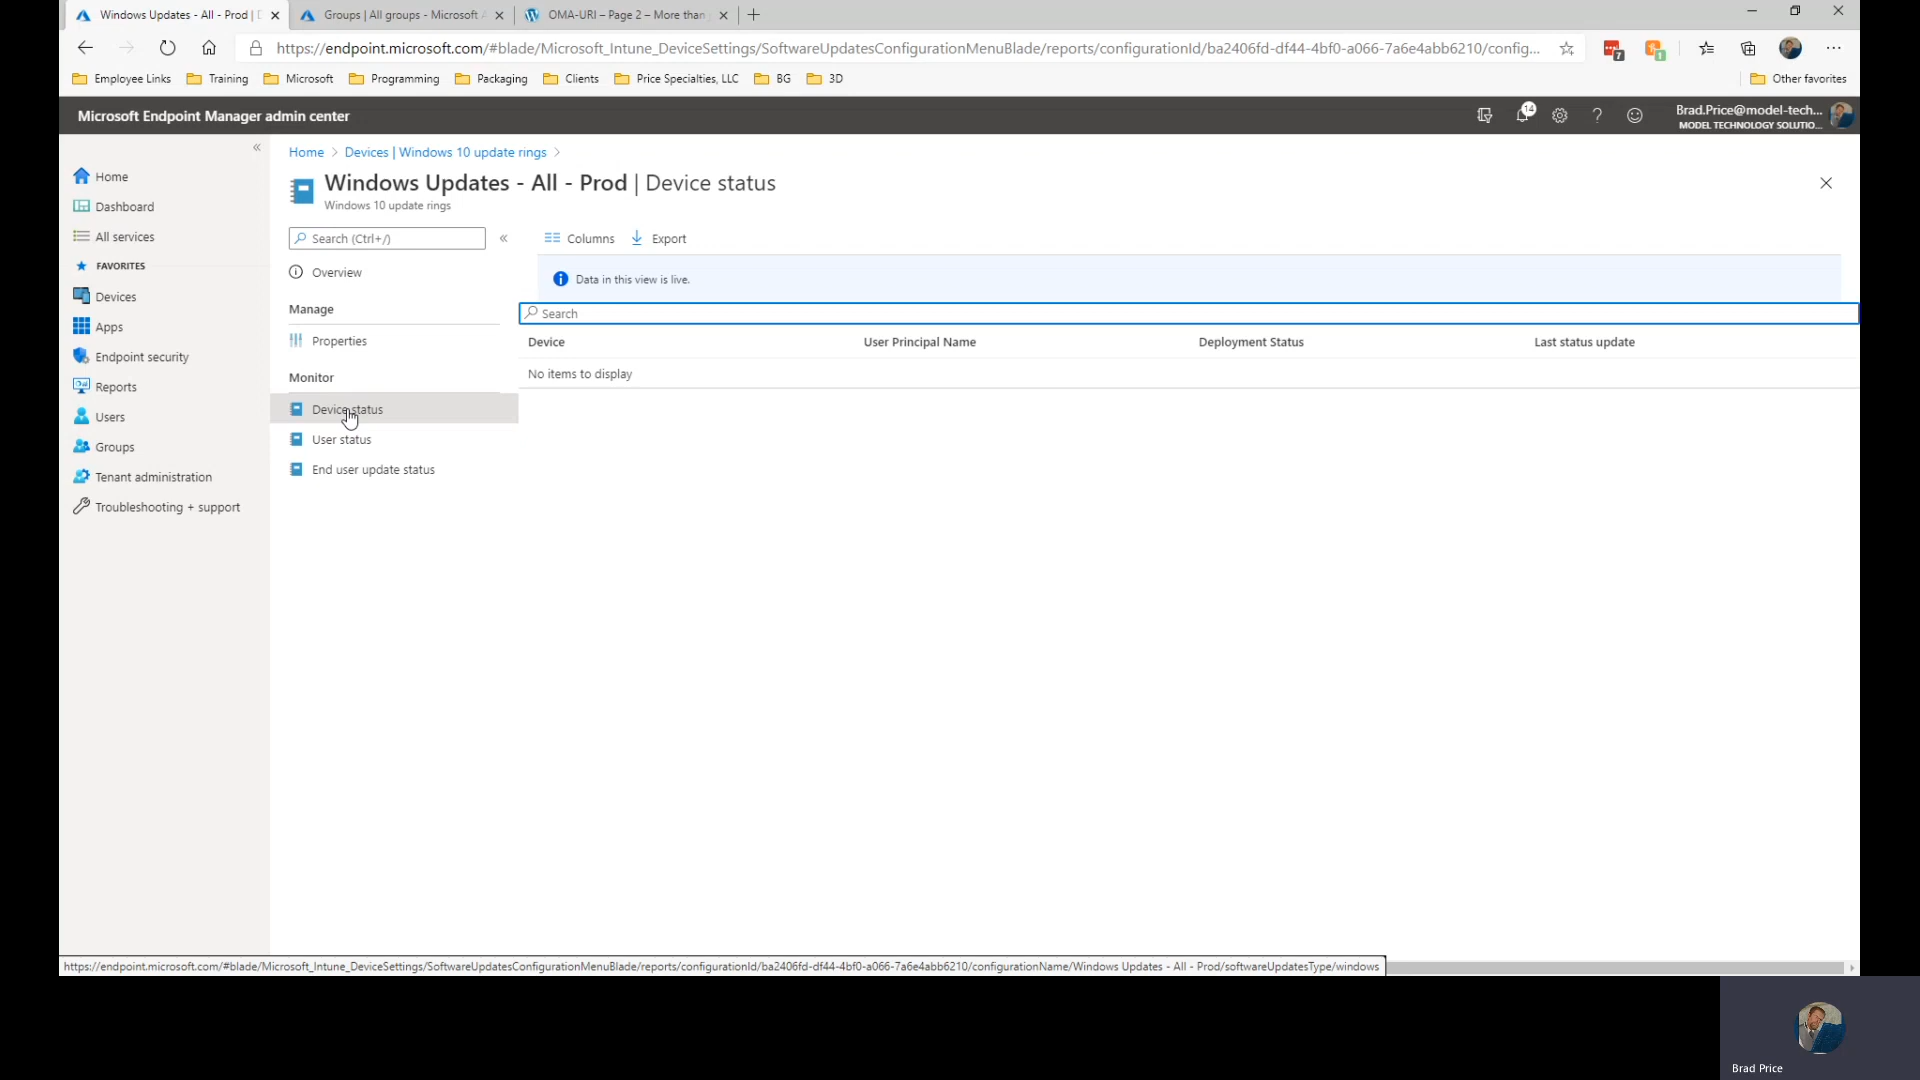 Windows Updates - All - Prod | D
Groups | All groups - Microsoft A
OMA-URI – Page 2 – More than
https://endpoint.microsoft.com/#blade/Microsoft_Intune_DeviceSettings/SoftwareUpdatesConfigurationMenuBlade/reports/configurationId/ba2406fd-df44-4bf0-a066-7a6e4abb6210/config...
7
1
Employee Links
Training
Microsoft
Programming
Packaging
Clients
Price Specialties, LLC
BG
3D
Other favorites
Microsoft Endpoint Manager admin center
14
Brad.Price@model-tech...
MODEL TECHNOLOGY SOLUTIO...
Home > Devices | Windows 10 update rings >
Windows Updates - All - Prod | Device status
Windows 10 update rings
Home
Dashboard
All services
FAVORITES
Devices
Apps
Endpoint security
Reports
Users
Groups
Tenant administration
Troubleshooting + support
Search (Ctrl+/)
Overview
Manage
Properties
Monitor
Device status
User status
End user update status
Columns
Export
Data in this view is live.
Search
Device
User Principal Name
Deployment Status
Last status update
No items to display
https://endpoint.microsoft.com/#blade/Microsoft_Intune_DeviceSettings/SoftwareUpdatesConfigurationMenuBlade/reports/configurationId/ba2406fd-df44-4bf0-a066-7a6e4abb6210/configurationName/Windows Updates - All - Prod/softwareUpdatesType/windows
Brad Price